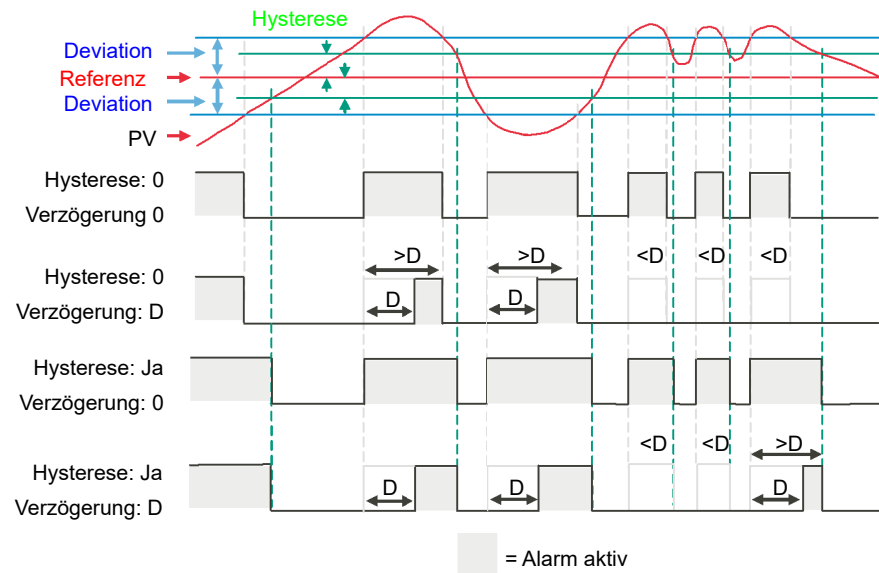 Hysterese
Deviation
Referenz
Deviation
PV
Hysterese: 0
Verzögerung 0
>D >D <D <D <D
Hysterese: 0
D D
Verzögerung: D
Hysterese: Ja
Verzögerung: 0
<D <D >D
Hysterese: Ja
D D D
Verzögerung: D
= Alarm aktiv